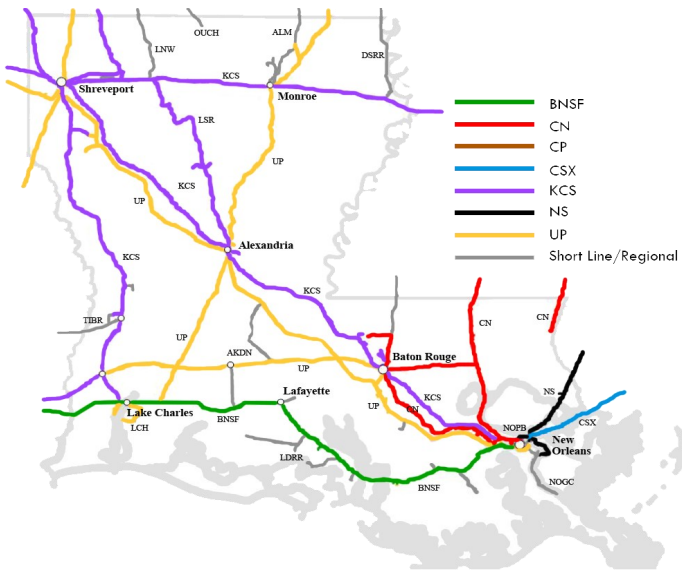 OUCH
ALM
LNW
DSRR
KCS
Shreveport
Monroe
BNSF
CN
CP
CSX
KCS
NS
UP
Short Line/Regional
LSR
UP
KCS
UP
Alexandria
KCS
KCS
TIBR
UP
CN
CN
AKDN
UP
Baton Rouge
Lafayette
NS
KCS
UP
CN
Lake Charles
BNSF
LCH
NOPB
CSX
New
Orleans
LDRR
BNSF
NOGC